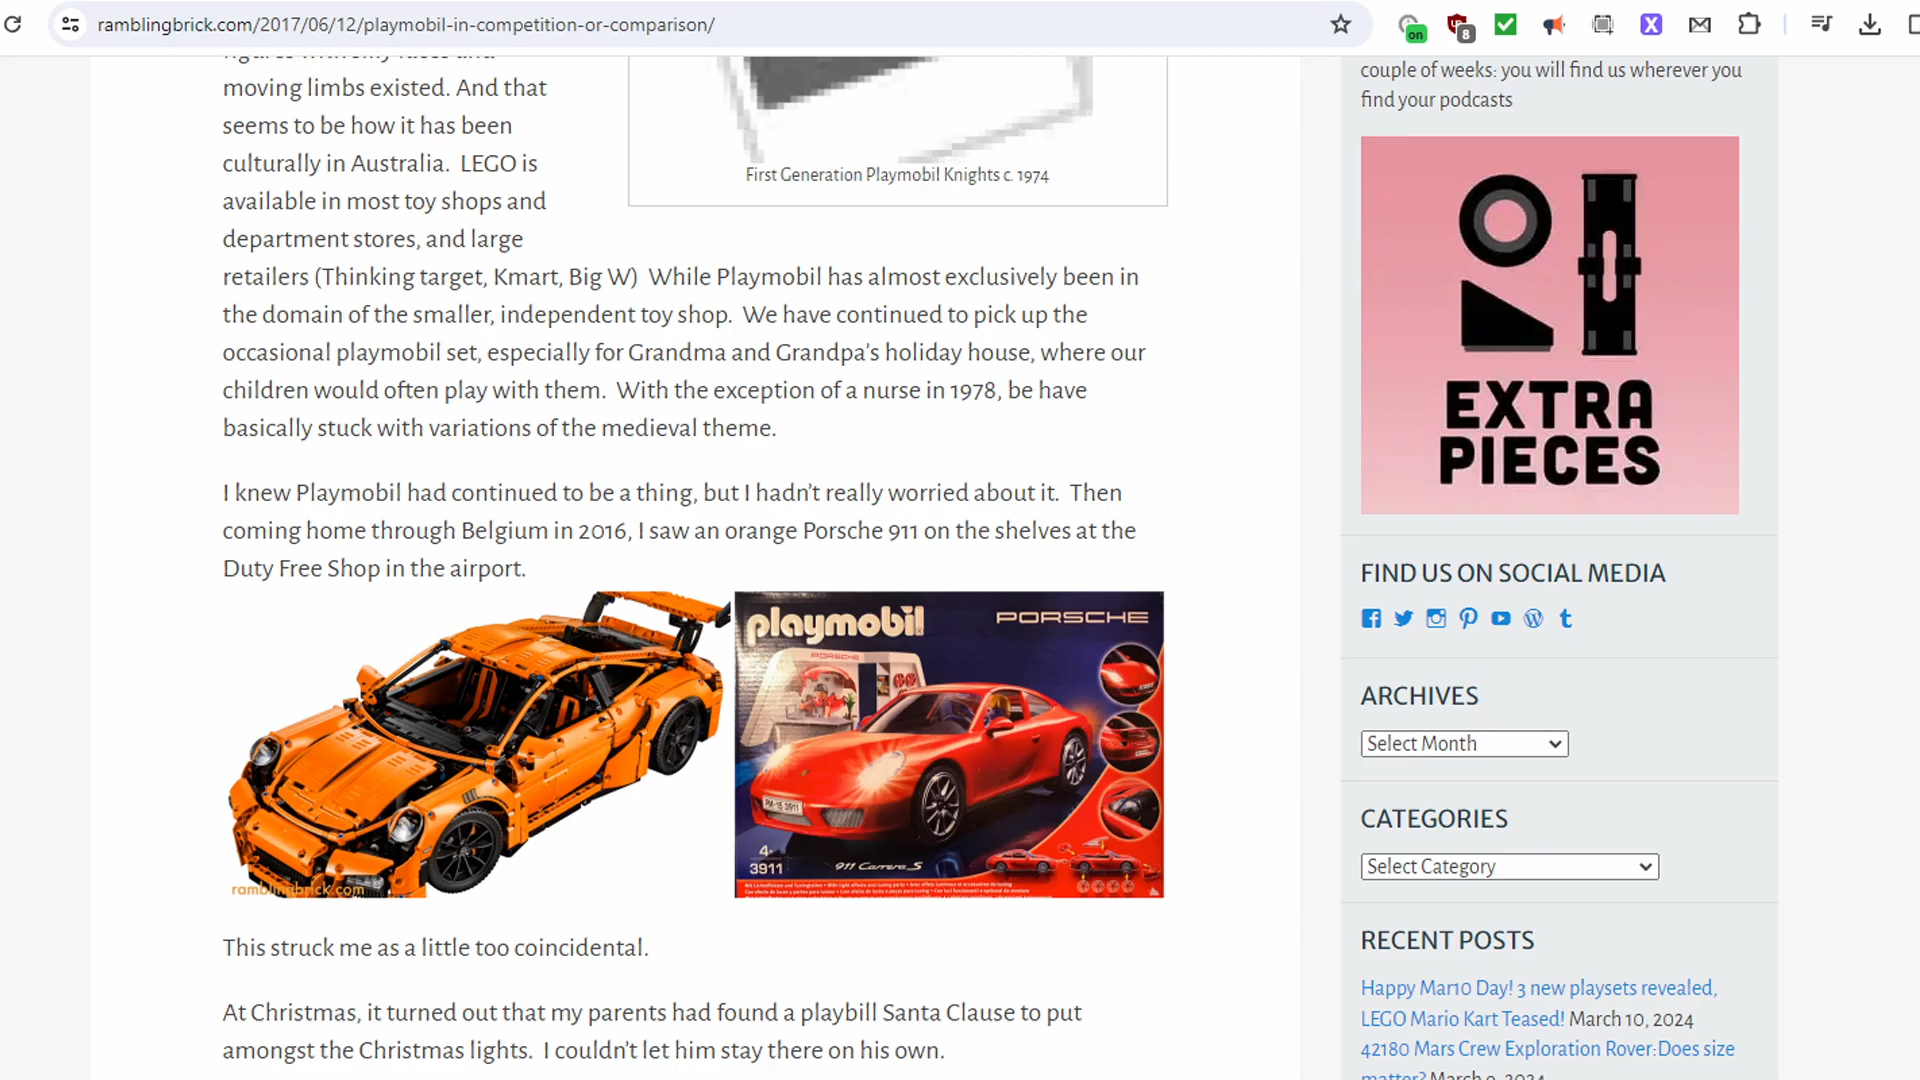 ramblingbrick.com/2017/06/12/playmobil-in-competition-or-comparison/
on
8
moving limbs existed. And that
seems to be how it has been
culturally in Australia. LEGO is
available in most toy shops and
department stores, and large
retailers (Thinking target, Kmart, Big W) While Playmobil has almost exclusively been in
the domain of the smaller, independent toy shop. We have continued to pick up the
occasional playmobil set, especially for Grandma and Grandpa's holiday house, where our
children would often play with them. With the exception of a nurse in 1978, be have
basically stuck with variations of the medieval theme.
First Generation Playmobil Knights c. 1974
I knew Playmobil had continued to be a thing, but I hadn't really worried about it. Then
coming home through Belgium in 2016, I saw an orange Porsche 911 on the shelves at the
Duty Free Shop in the airport.
ramblingbrick.com
playmobil
PORSCHE
PORSCHE
PM-15 3911
4+
3911
911 Carrera S
This struck me as a little too coincidental.
At Christmas, it turned out that my parents had found a playbill Santa Clause to put
amongst the Christmas lights. I couldn't let him stay there on his own.
couple of weeks: you will find us wherever you
find your podcasts
EXTRA
PIECES
FIND US ON SOCIAL MEDIA
ARCHIVES
Select Month
CATEGORIES
Select Category
RECENT POSTS
Happy Mar10 Day! 3 new playsets revealed,
LEGO Mario Kart Teased! March 10, 2024
42180 Mars Crew Exploration Rover:Does size
matter? March 9, 2024